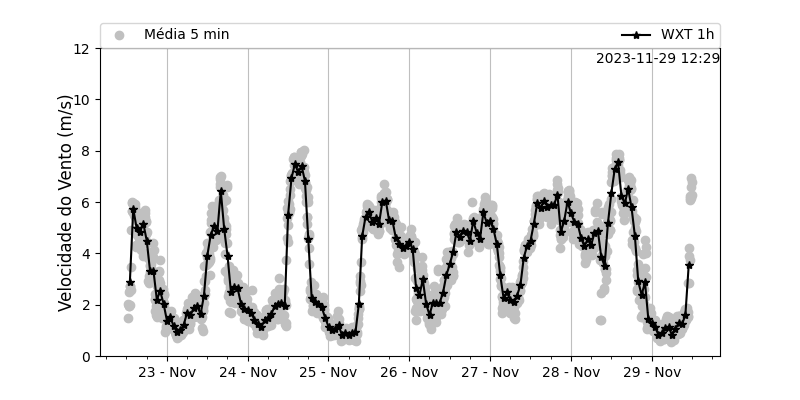 Média 5 min WXT 1h
2023-11-29 12:29
Velocidade do Vento (m/s)
12
10
8
6
4
2
0
23 - Nov 24 - Nov 25 - Nov 26 - Nov 27 - Nov 28 - Nov 29 - Nov